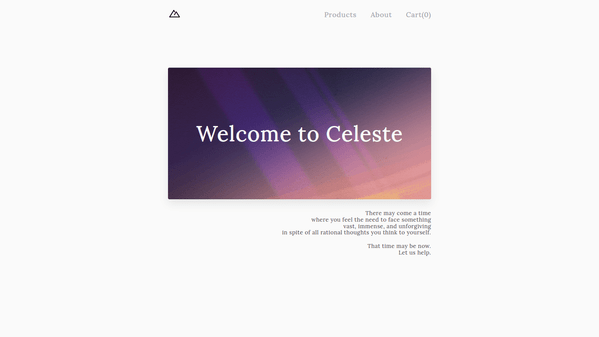 Products About Cart(0)
Welcome to Celeste
There may come a time
where you feel the need to face something
vast, immense, and unforgiving
in spite of all rational thoughts you think to yourself.
That time may be now.
Let us help.